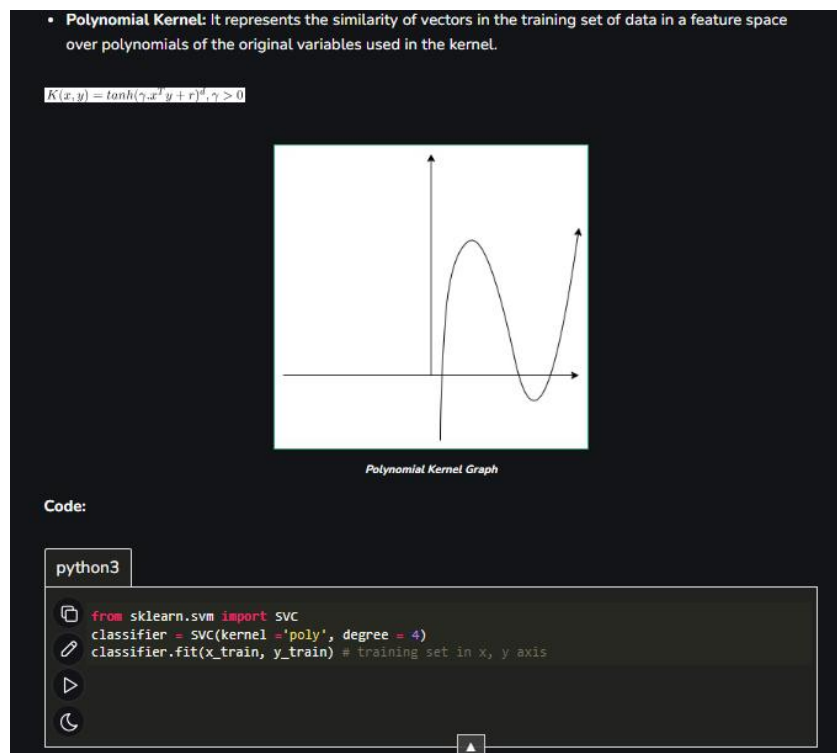 • Polynomial Kernel: It represents the similarity of vectors in the training set of data in a feature space
over polynomials of the original variables used in the kernel.
K(x, y) = tanh(γ.xᵀy + r)ᵈ, γ > 0
Polynomial Kernel Graph
Code:
python3
from sklearn.svm import SVC
classifier = SVC(kernel ='poly', degree = 4)
classifier.fit(x_train, y_train) # training set in x, y axis